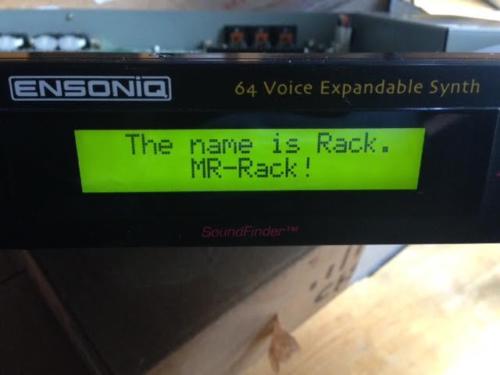 ENSONIQ
64 Voice Expandable Synth
The name is Rack.
MR-Rack!
SoundFinder™